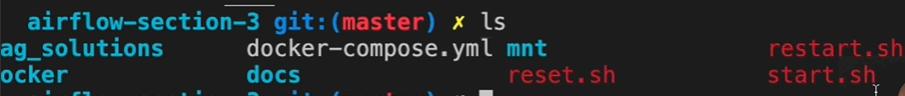 airflow-section-3 git:(master) ✗ ls
ag_solutions docker-compose.yml mnt restart.sh
ocker docs reset.sh start.sh